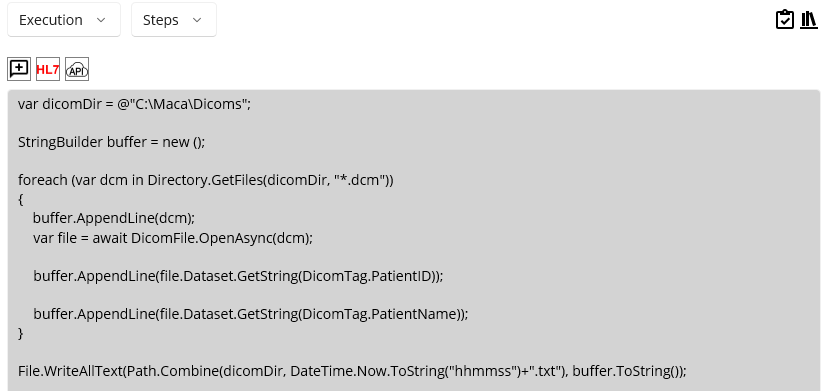 Execution
Steps
HL7
API
var dicomDir = @"C:\Maca\Dicoms";
StringBuilder buffer = new ();
foreach (var dcm in Directory.GetFiles(dicomDir, "*.dcm"))
{
    buffer.AppendLine(dcm);
    var file = await DicomFile.OpenAsync(dcm);
    buffer.AppendLine(file.Dataset.GetString(DicomTag.PatientID));
    buffer.AppendLine(file.Dataset.GetString(DicomTag.PatientName));
}
File.WriteAllText(Path.Combine(dicomDir, DateTime.Now.ToString("hhmmss")+".txt"), buffer.ToString());